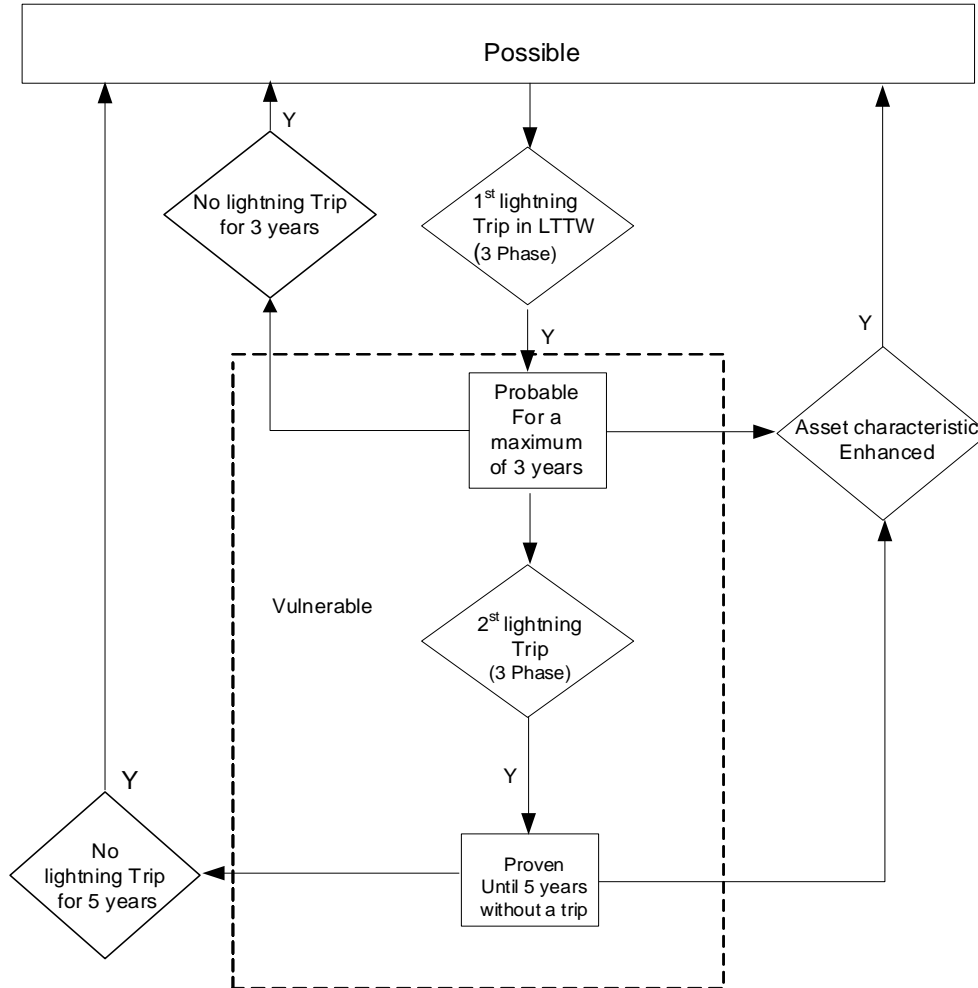 Possible
Y
No lightning Trip
for 3 years
1st lightning
Trip in LTTW
(3 Phase)
Y
Y
Probable
For a
maximum
of 3 years
Asset characteristic
Enhanced
Vulnerable
2st lightning
Trip
(3 Phase)
Y
Y
No
lightning Trip
for 5 years
Proven
Until 5 years
without a trip